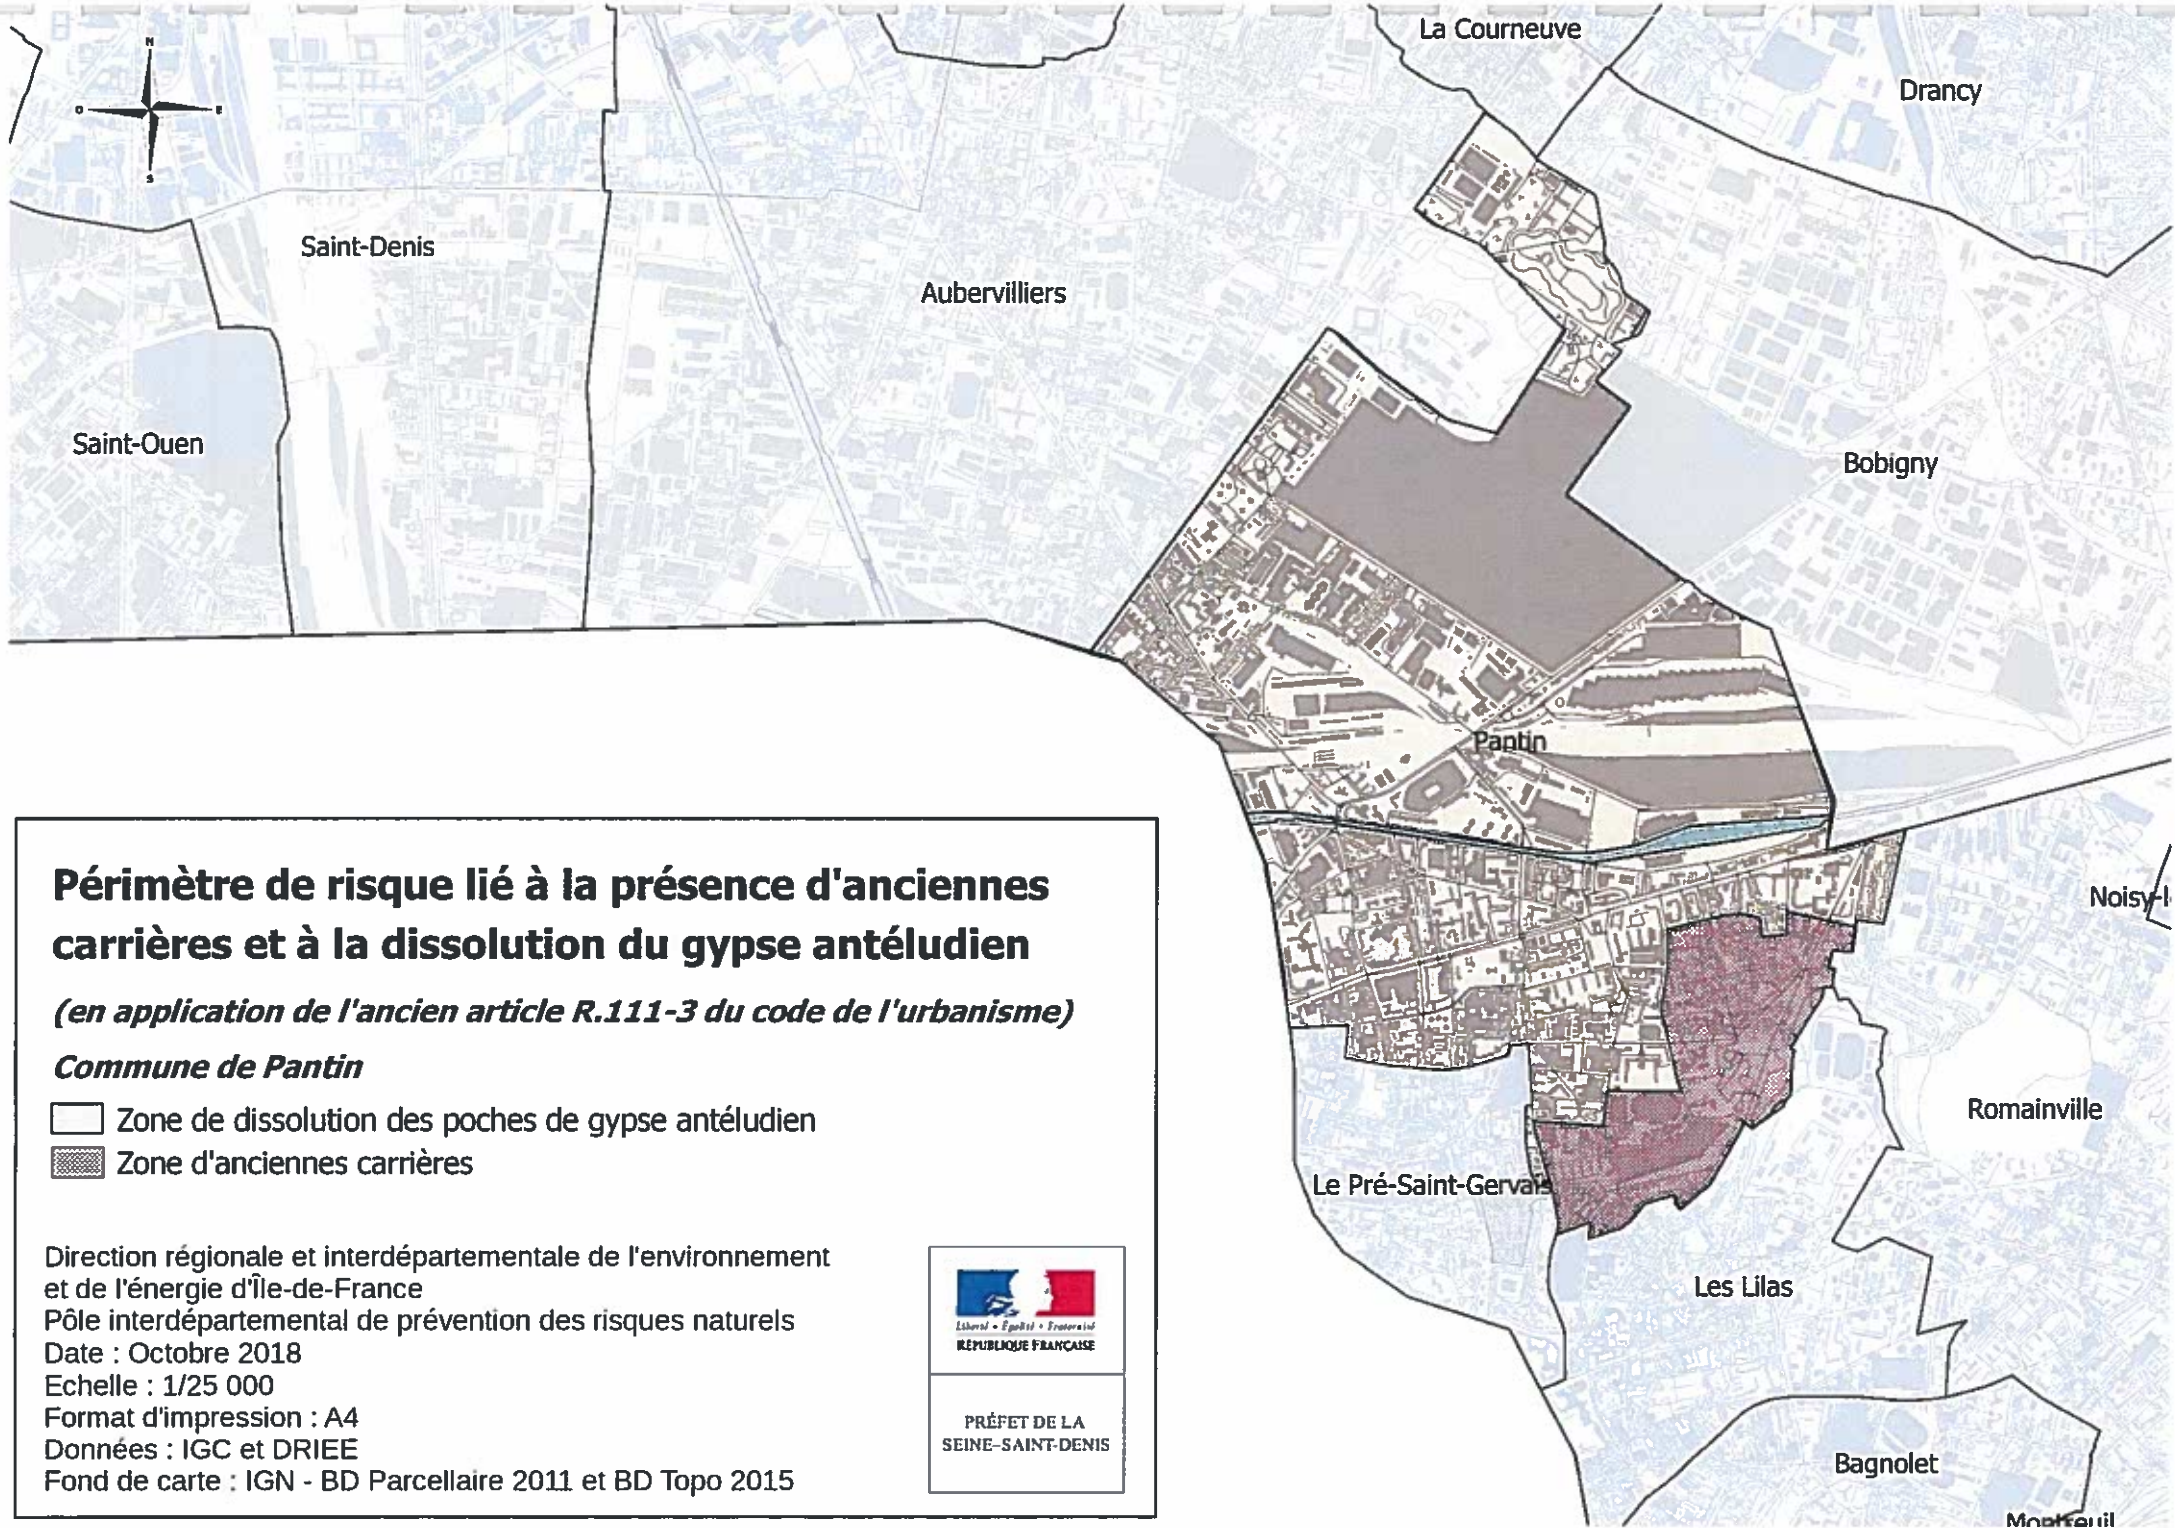 La Courneuve
Drancy
N
O E
S
Saint-Denis
Aubervilliers
Saint-Ouen
Bobigny
Pantin
Noisy-l
Romainville
Le Pré-Saint-Gervais
Les Lilas
Bagnolet
Montreuil
Périmètre de risque lié à la présence d'anciennes
carrières et à la dissolution du gypse antéludien
(en application de l'ancien article R.111-3 du code de l'urbanisme)
Commune de Pantin
Zone de dissolution des poches de gypse antéludien
Zone d'anciennes carrières
Direction régionale et interdépartementale de l'environnement
et de l'énergie d'Île-de-France
Pôle interdépartemental de prévention des risques naturels
Date : Octobre 2018
Echelle : 1/25 000
Format d'impression : A4
Données : IGC et DRIEE
Fond de carte : IGN - BD Parcellaire 2011 et BD Topo 2015
Liberté • Égalité • Fraternité
RÉPUBLIQUE FRANÇAISE
PRÉFET DE LA
SEINE-SAINT-DENIS